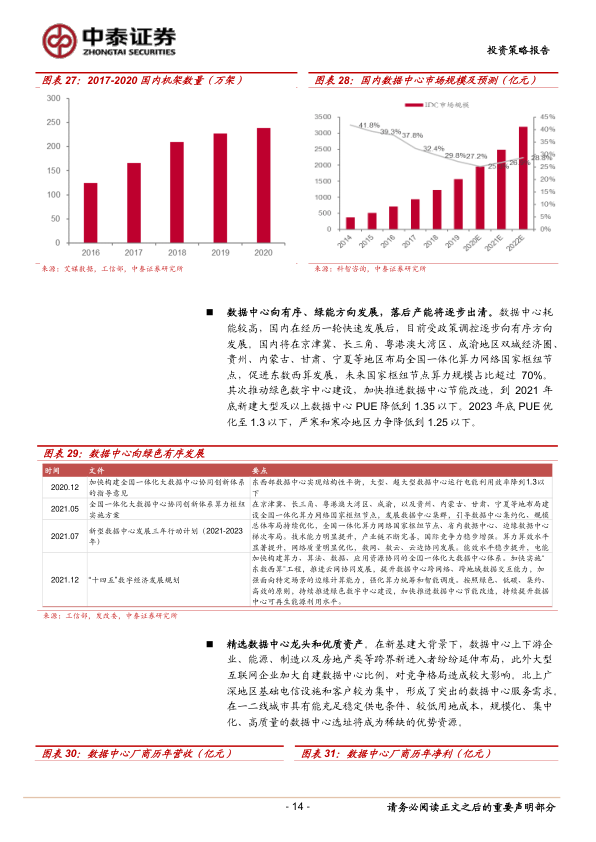 中泰证券
ZHONGTAI SECURITIES
投资策略报告
图表 27：2017-2020 国内机架数量（万架）
300
250
200
150
100
50
0
2016 2017 2018 2019 2020
来源：艾媒数据，工信部，中泰证券研究所
图表 28：国内数据中心市场规模及预测（亿元）
IDC市场规模
3500 45%
3000 40%
2500 35%
2000 30%
1500 25%
1000 20%
500 15%
0 10%
5%
0%
41.8% 39.3% 37.8% 32.4% 29.8% 27.2%
2014 2015 2016 2017 2018 2019 2020E 2021E 2022E
来源：科智咨询，中泰证券研究所
■ 数据中心向有序、绿能方向发展，落后产能将逐步出清。数据中心耗
能较高，国内在经历一轮快速发展后，目前受政策调控逐步向有序方向
发展。国内将在京津冀、长三角、粤港澳大湾区、成渝地区双城经济圈、
贵州、内蒙古、甘肃、宁夏等地区布局全国一体化算力网络国家枢纽节
点，促进东数西算发展，未来国家枢纽节点算力规模占比超过 70%。
其次推动绿色数字中心建设，加快推进数据中心节能改造，到 2021 年
底新建大型及以上数据中心 PUE 降低到 1.35 以下。2023 年底 PUE 优
化至 1.3 以下，严寒和寒冷地区力争降低到 1.25 以下。
图表 29：数据中心向绿色有序发展
时间 文件 要点
2020.12 加快构建全国一体化大数据中心协同创新体系的指导意见
东西部数据中心实现结构性平衡，大型、超大型数据中心运行电能利用效率降到1.3以
下
2021.05 全国一体化大数据中心协同创新体系算力枢纽实施方案
在京津冀、长三角、粤港澳大湾区、成渝，以及贵州、内蒙古、甘肃、宁夏等地布局建
设全国一体化算力网络国家枢纽节点，发展数据中心集群，引导数据中心集约化、规模
2021.07 新型数据中心发展三年行动计划（2021-2023年）
总体布局持续优化，全国一体化算力网络国家枢纽节点、省内数据中心、边缘数据中心
梯次布局。技术能力明显提升，产业链不断完善，国际竞争力稳步增强。算力算效水平
显著提升，网络质量明显优化，数网、数云、云边协同发展。能效水平稳步提升，电能
2021.12 “十四五”数字经济发展规划
加快构建算力、算法、数据、应用资源协同的全国一体化大数据中心体系。加快实施“
东数西算”工程，推进云网协同发展，提升数据中心跨网络、跨地域数据交互能力，加
强面向特定场景的边缘计算能力，强化算力统筹和智能调度。按照绿色、低碳、集约、
高效的原则，持续推进绿色数字中心建设，加快推进数据中心节能改造，持续提升数据
中心可再生能源利用水平。
来源：工信部，发改委，中泰证券研究所
■ 精选数据中心龙头和优质资产。在新基建大背景下，数据中心上下游企
业、能源、制造以及房地产类等跨界新进入者纷纷延伸布局，此外大型
互联网企业加大自建数据中心比例，对竞争格局造成较大影响。北上广
深地区基础电信设施和客户较为集中，形成了突出的数据中心服务需求。
在一二线城市具有能充足稳定供电条件、较低用地成本，规模化、集中
化、高质量的数据中心选址将成为稀缺的优势资源。
图表 30：数据中心厂商历年营收（亿元）
图表 31：数据中心厂商历年净利（亿元）
- 14 -
请务必阅读正文之后的重要声明部分